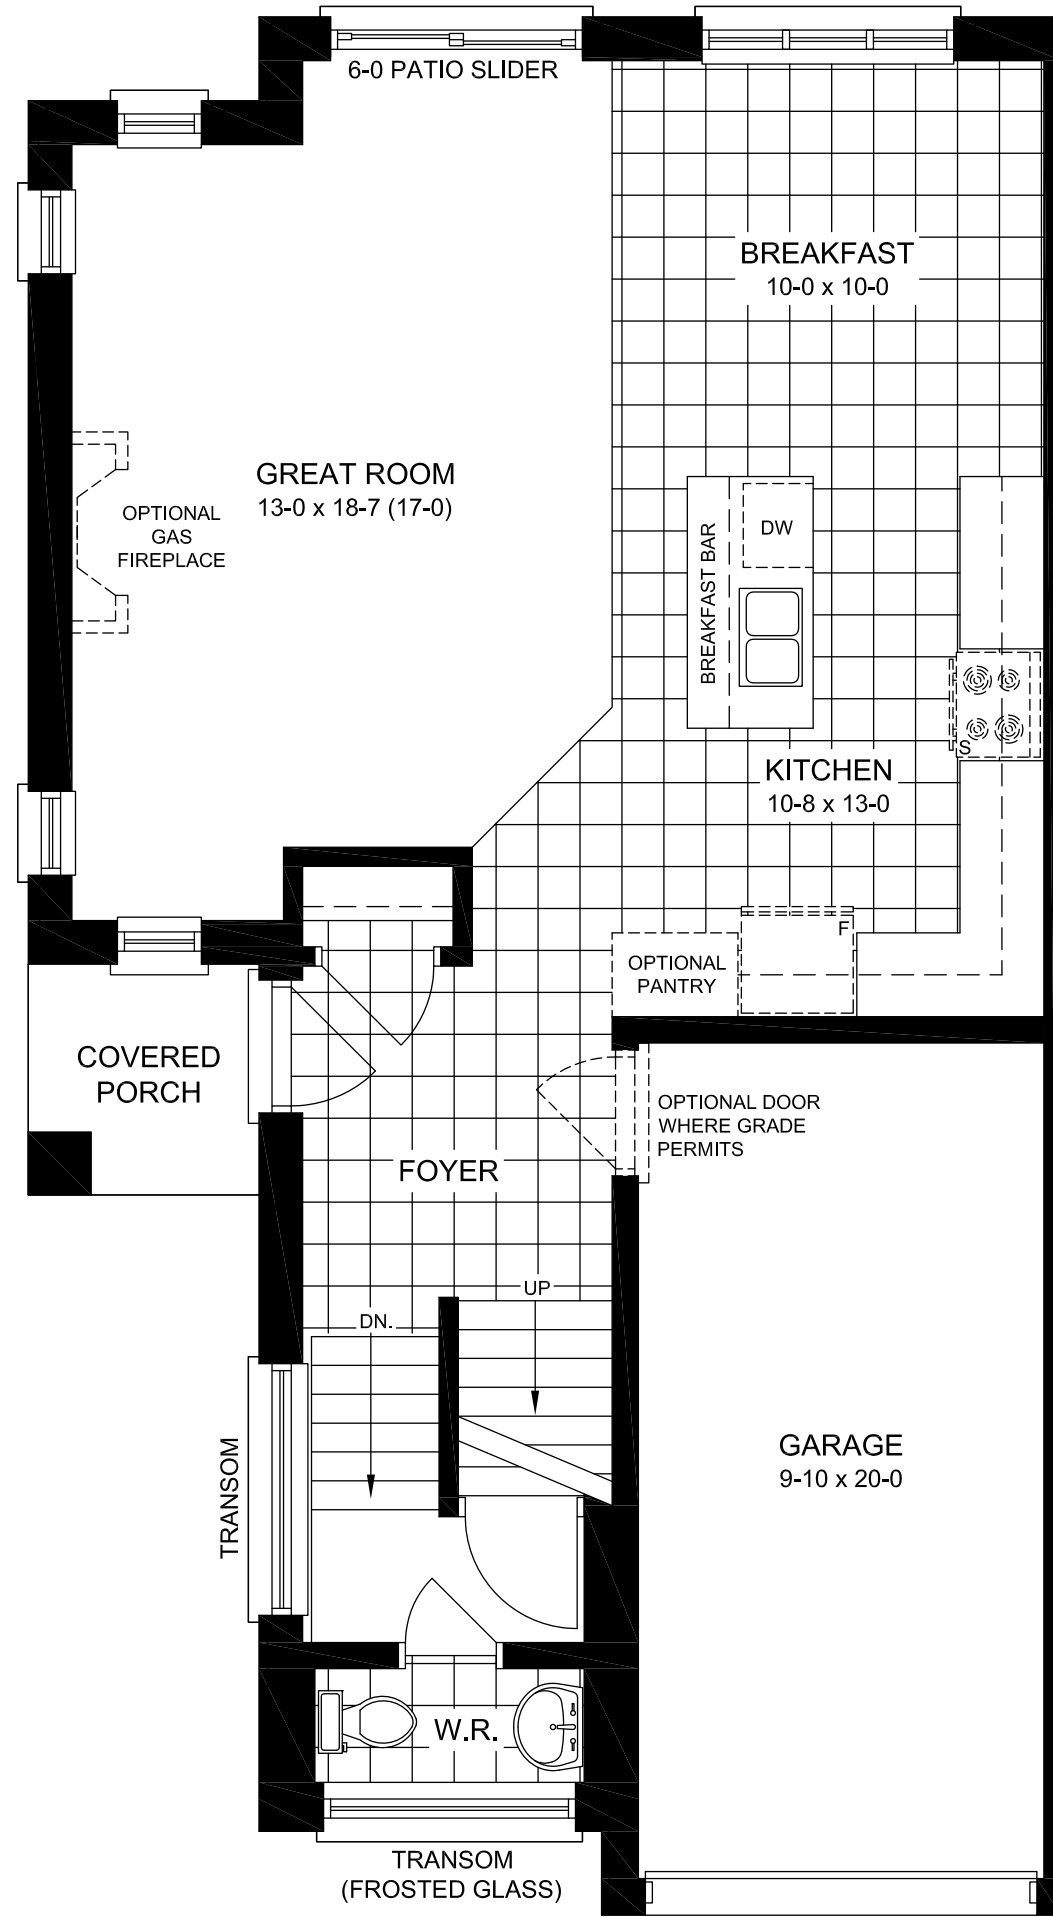 6-0 PATIO SLIDER
BREAKFAST
10-0 x 10-0
GREAT ROOM
13-0 x 18-7 (17-0)
OPTIONAL
GAS
FIREPLACE
BREAKFAST BAR
DW
S
KITCHEN
10-8 x 13-0
F
OPTIONAL
PANTRY
COVERED
PORCH
OPTIONAL DOOR
WHERE GRADE
PERMITS
FOYER
UP
DN.
TRANSOM
GARAGE
9-10 x 20-0
W.R.
TRANSOM
(FROSTED GLASS)